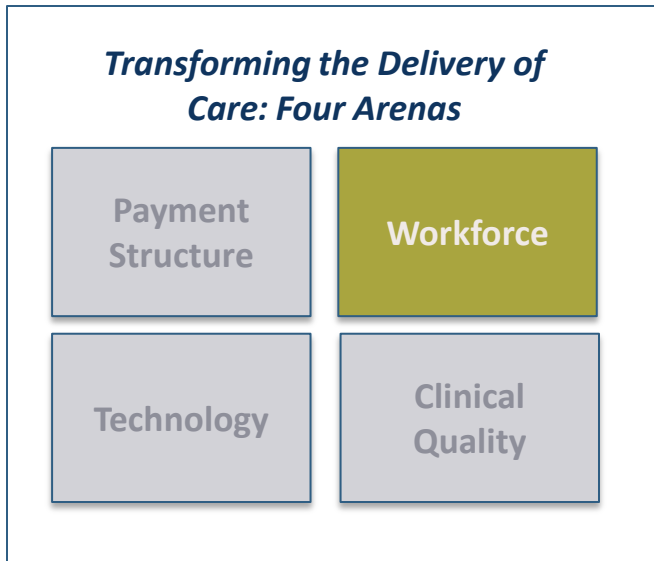 Transforming the Delivery of
Care: Four Arenas
Payment
Structure
Workforce
Technology
Clinical
Quality